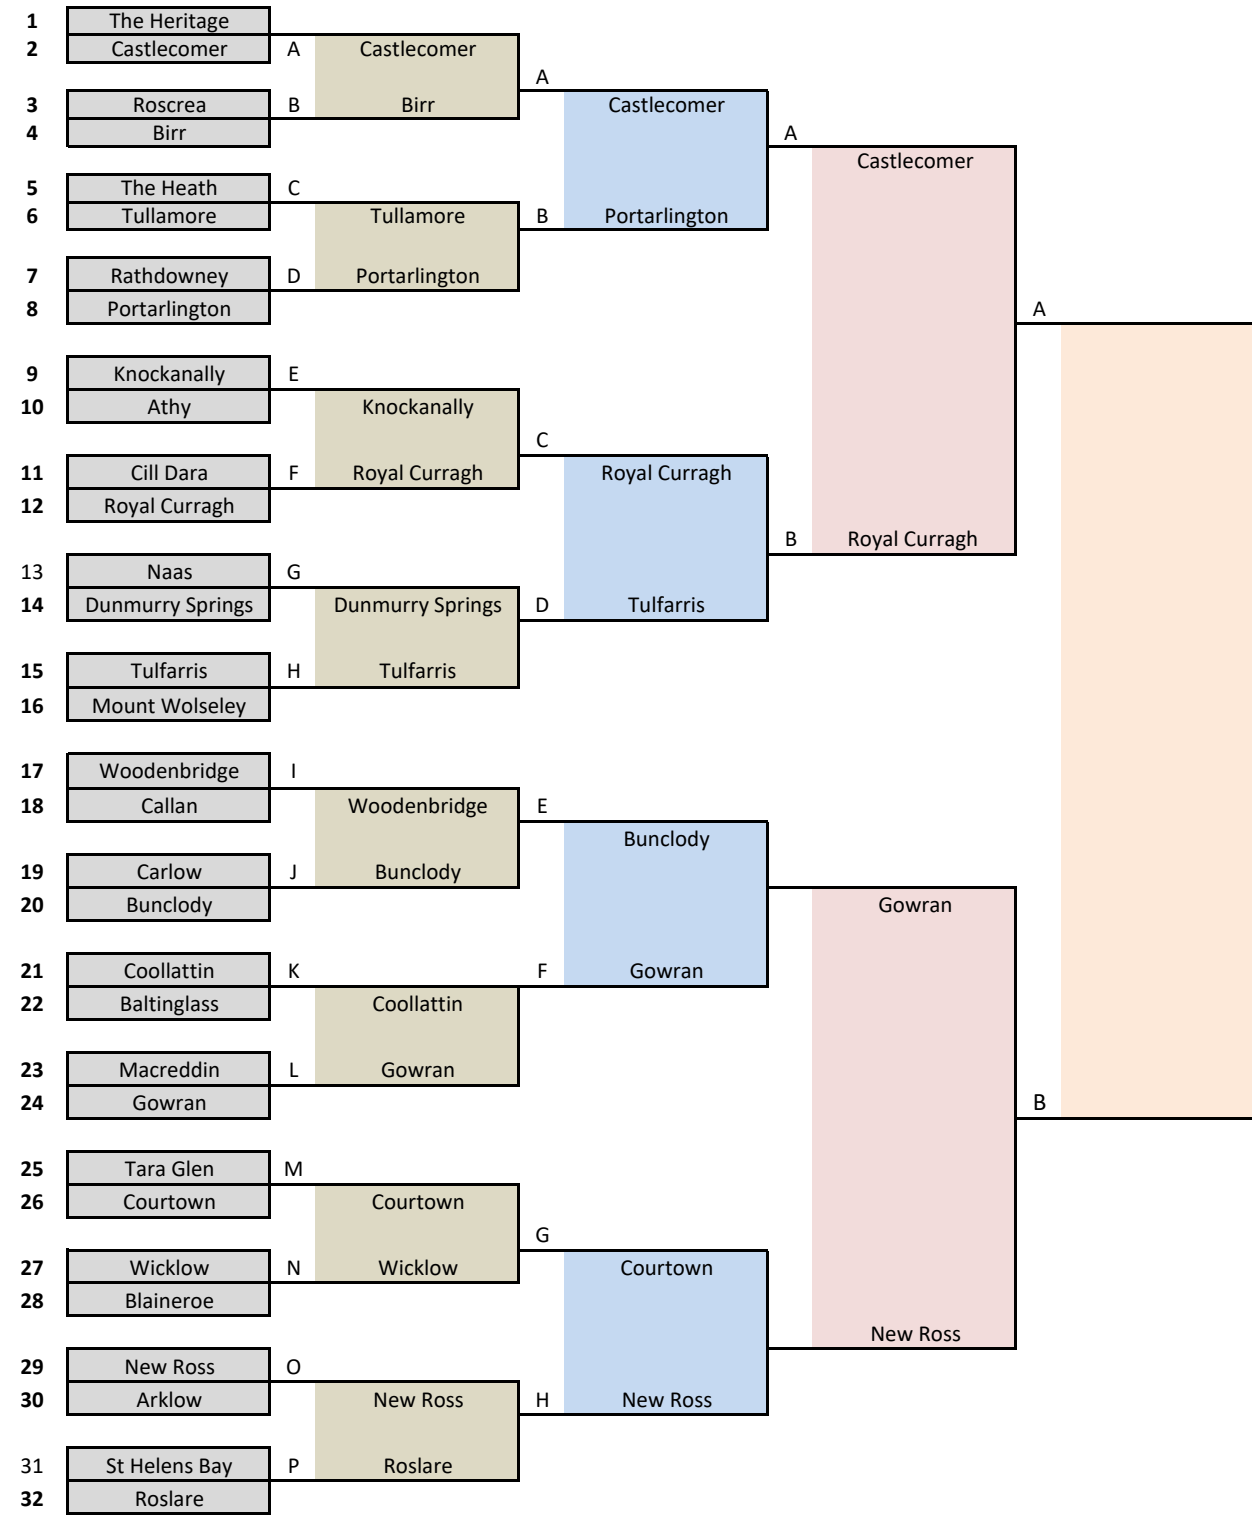 1 The Heritage
2 Castlecomer A Castlecomer
A
3 Roscrea B Birr Castlecomer
4 Birr A
Castlecomer
5 The Heath C
6 Tullamore Tullamore B Portarlington
7 Rathdowney D Portarlington
8 Portarlington A
9 Knockanally E
10 Athy Knockanally
C
11 Cill Dara F Royal Curragh Royal Curragh
12 Royal Curragh
B Royal Curragh
13 Naas G
14 Dunmurry Springs Dunmurry Springs D Tulfarris
15 Tulfarris H Tulfarris
16 Mount Wolseley
17 Woodenbridge I
18 Callan Woodenbridge E
Bunclody
19 Carlow J Bunclody
20 Bunclody Gowran
21 Coollattin K F Gowran
22 Baltinglass Coollattin
23 Macreddin L Gowran
24 Gowran B
25 Tara Glen M
26 Courtown Courtown
G
27 Wicklow N Wicklow Courtown
28 Blaineroe
New Ross
29 New Ross O
30 Arklow New Ross H New Ross
31 St Helens Bay P Roslare
32 Roslare